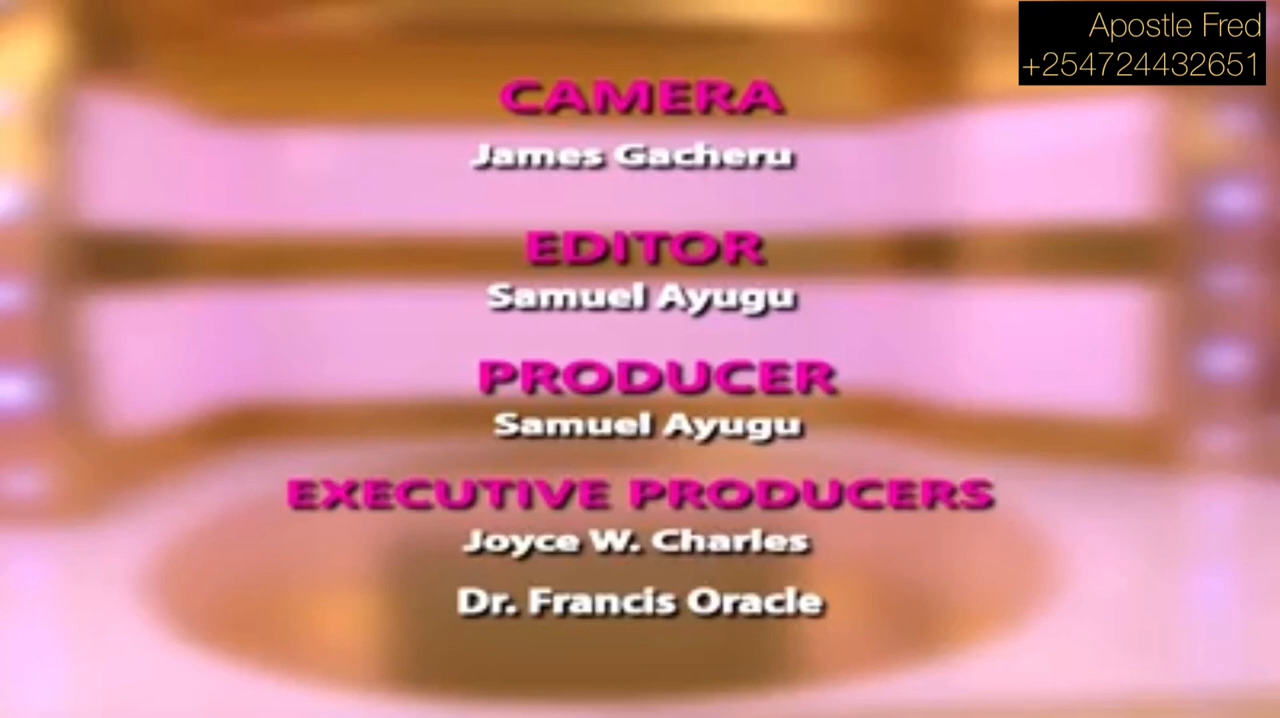 Apostle Fred
+254724432651
CAMERA
James Gacheru
EDITOR
Samuel Ayugu
PRODUCER
Samuel Ayugu
EXECUTIVE PRODUCERS
Joyce W. Charles
Dr. Francis Oracle